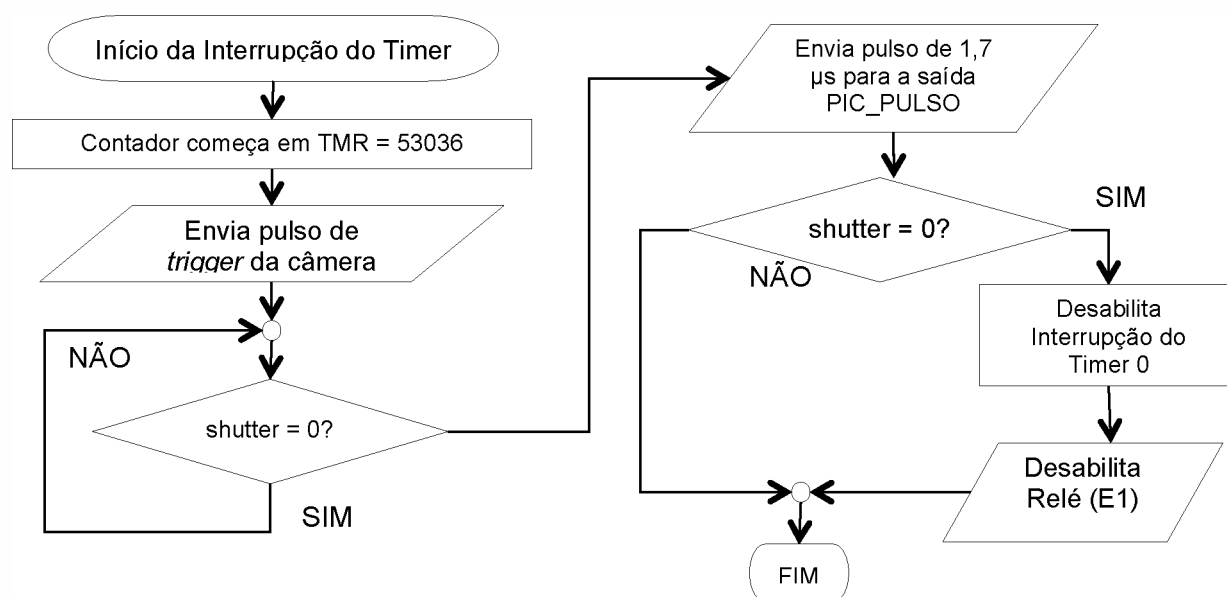 Início da Interrupção do Timer
Contador começa em TMR = 53036
Envia pulso de
trigger da câmera
NÃO
shutter = 0?
SIM
Envia pulso de 1,7
µs para a saída
PIC_PULSO
shutter = 0?
SIM
NÃO
Desabilita
Interrupção do
Timer 0
Desabilita
Relé (E1)
FIM